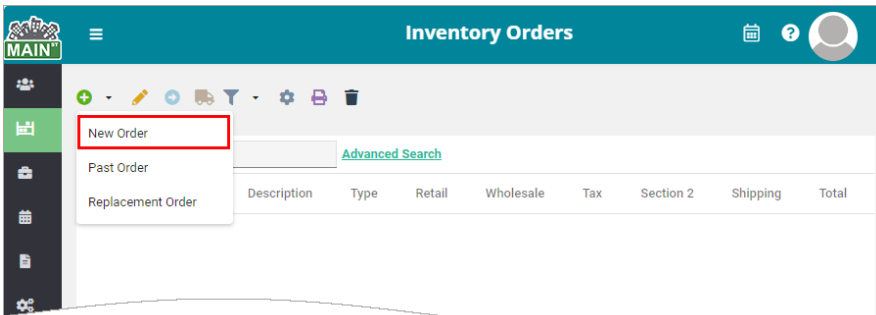 MAIN ST
Inventory Orders
New Order
Advanced Search
Past Order
Description Type Retail Wholesale Tax Section 2 Shipping Total
Replacement Order